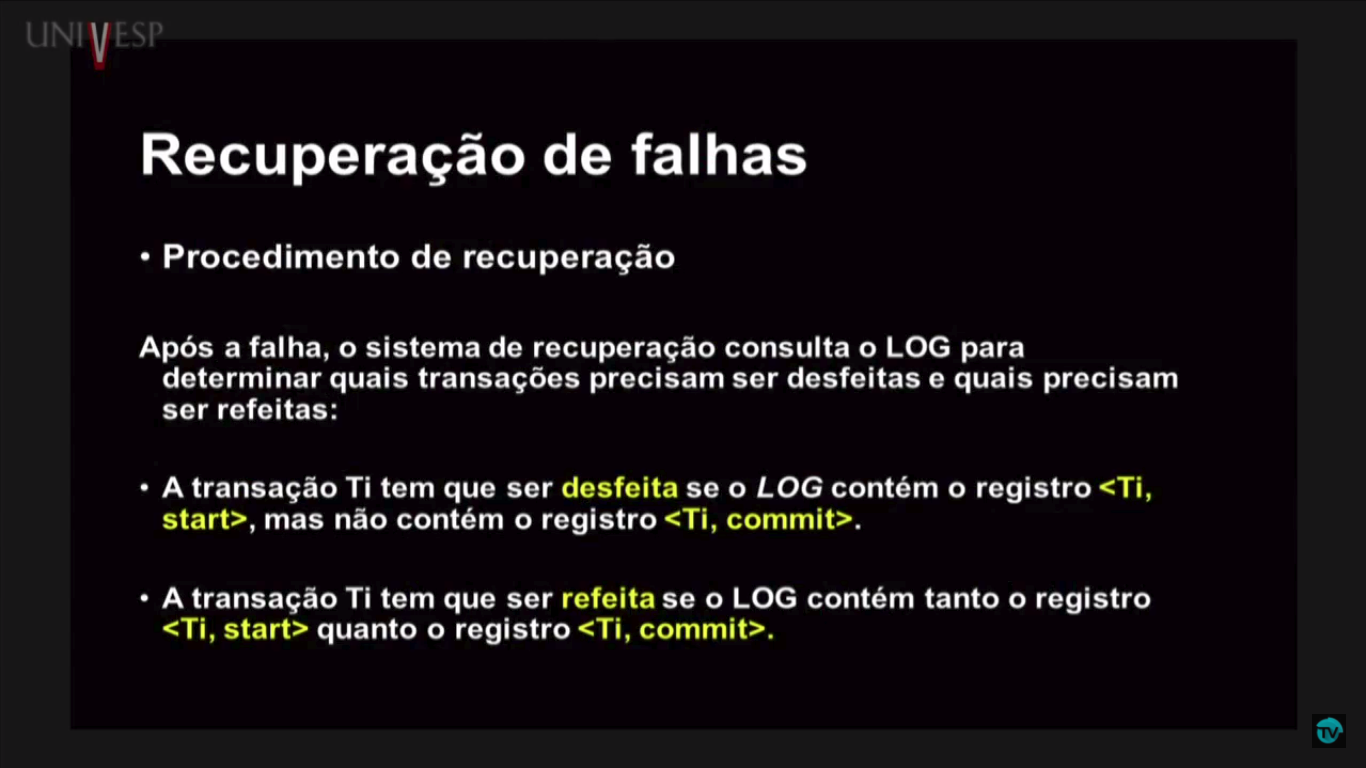 UNIVESP
Recuperação de falhas
• Procedimento de recuperação
Após a falha, o sistema de recuperação consulta o LOG para
determinar quais transações precisam ser desfeitas e quais precisam
ser refeitas:
• A transação Ti tem que ser desfeita se o LOG contém o registro <Ti,
start>, mas não contém o registro <Ti, commit>.
• A transação Ti tem que ser refeita se o LOG contém tanto o registro
<Ti, start> quanto o registro <Ti, commit>.
TV